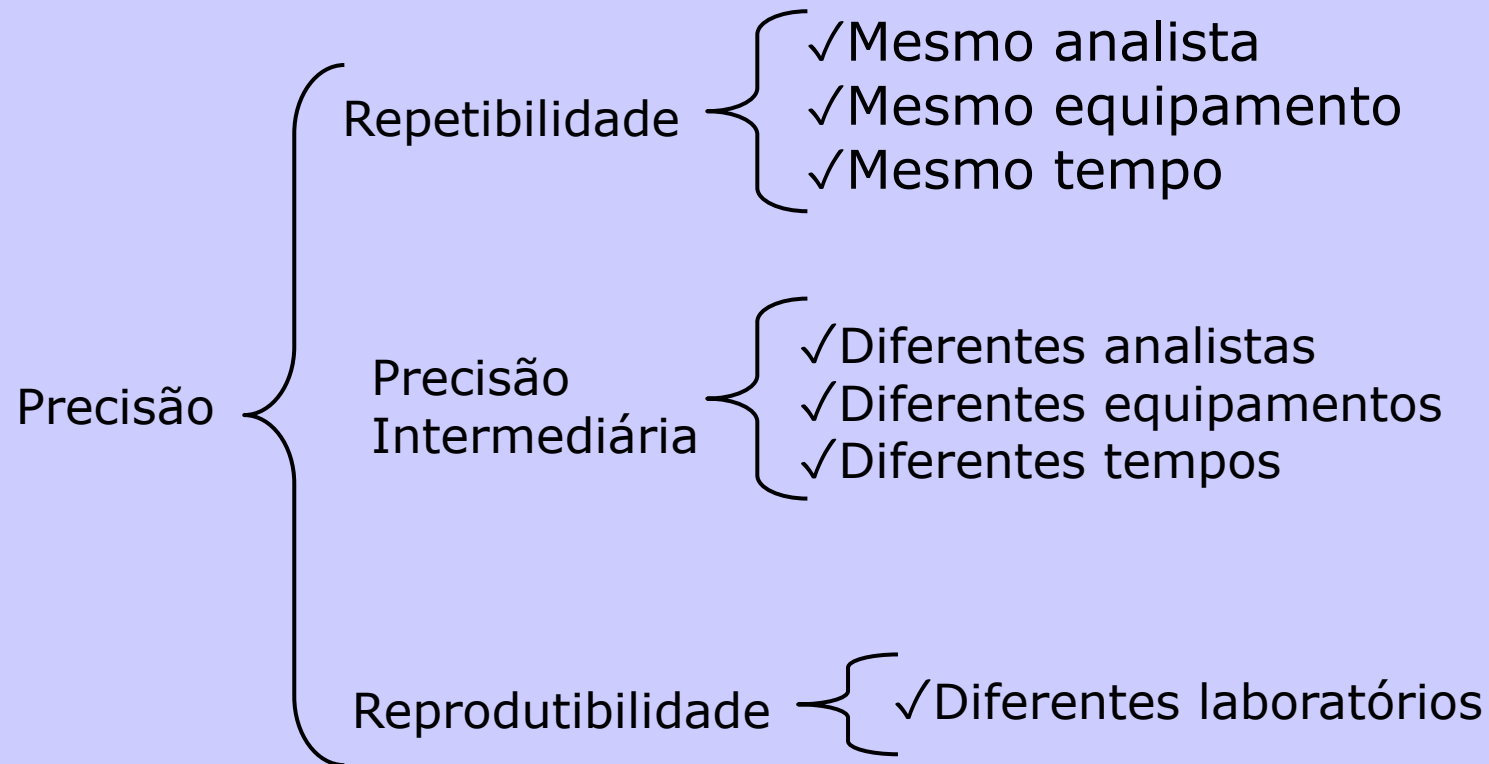 Precisão
Repetibilidade
✓Mesmo analista
✓Mesmo equipamento
✓Mesmo tempo
Precisão
Intermediária
✓Diferentes analistas
✓Diferentes equipamentos
✓Diferentes tempos
Reprodutibilidade
✓Diferentes laboratórios